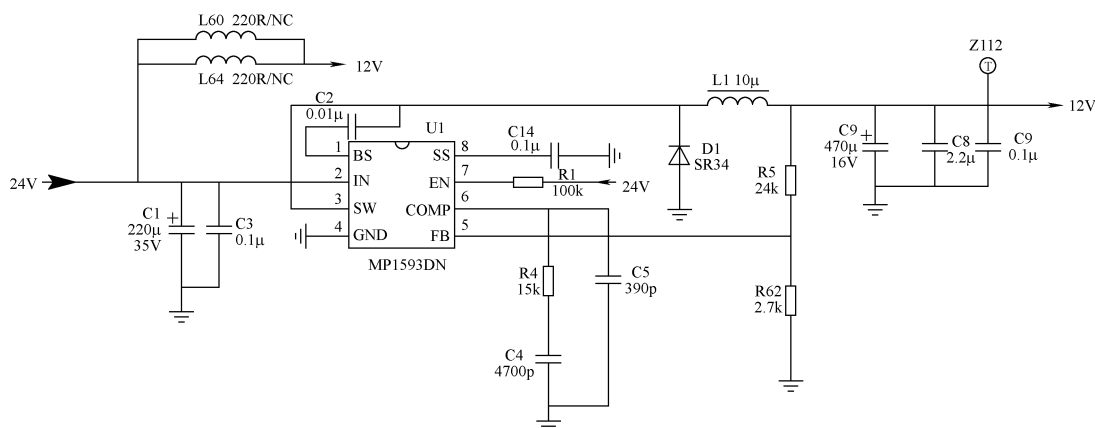 L60 220R/NC
L64 220R/NC
12V
Z112
T
L1 10μ
12V
C2
0.01μ
U1
C14
0.1μ
1 BS SS 8
24V
2 IN EN 7
R1
100k
24V
3 SW COMP 6
4 GND FB 5
MP1593DN
C1
220μ
35V
C3
0.1μ
D1
SR34
R5
24k
C9
470μ
16V
C8
2.2μ
C9
0.1μ
R4
15k
C5
390p
R62
2.7k
C4
4700p